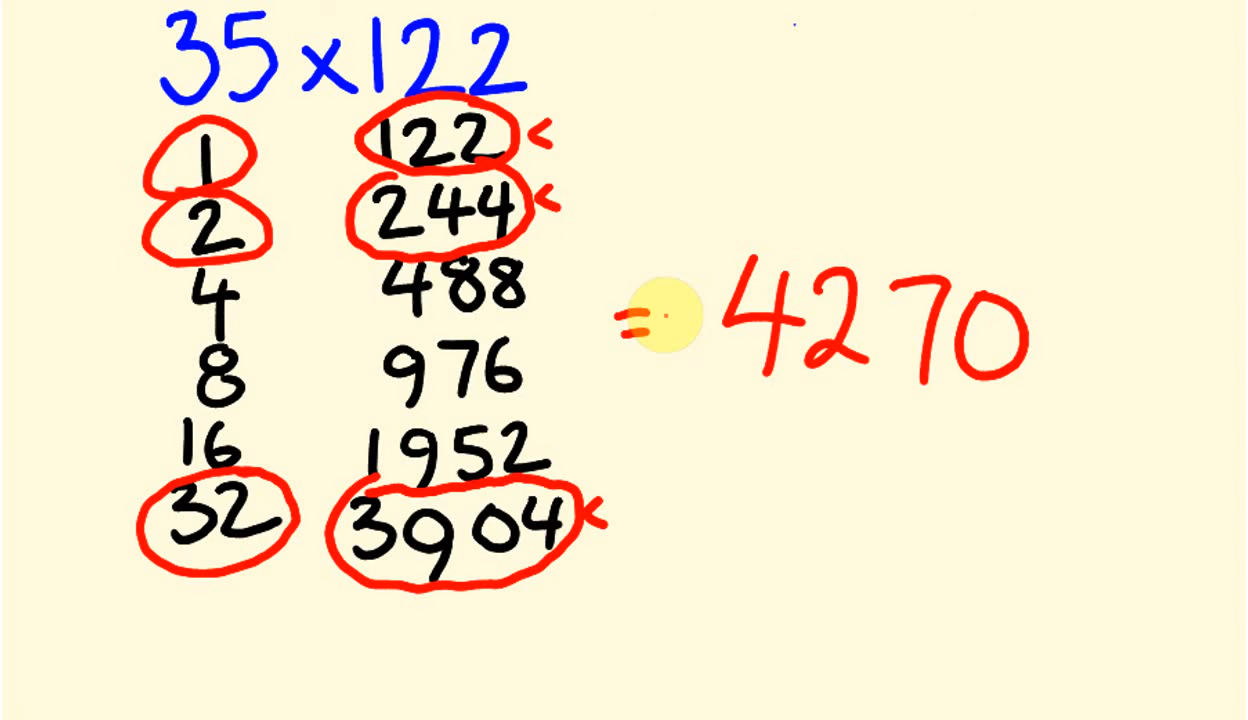 35x122
1 122 <
2 244 <
4 488
= 4270
8 976
16 1952
32 3904 <